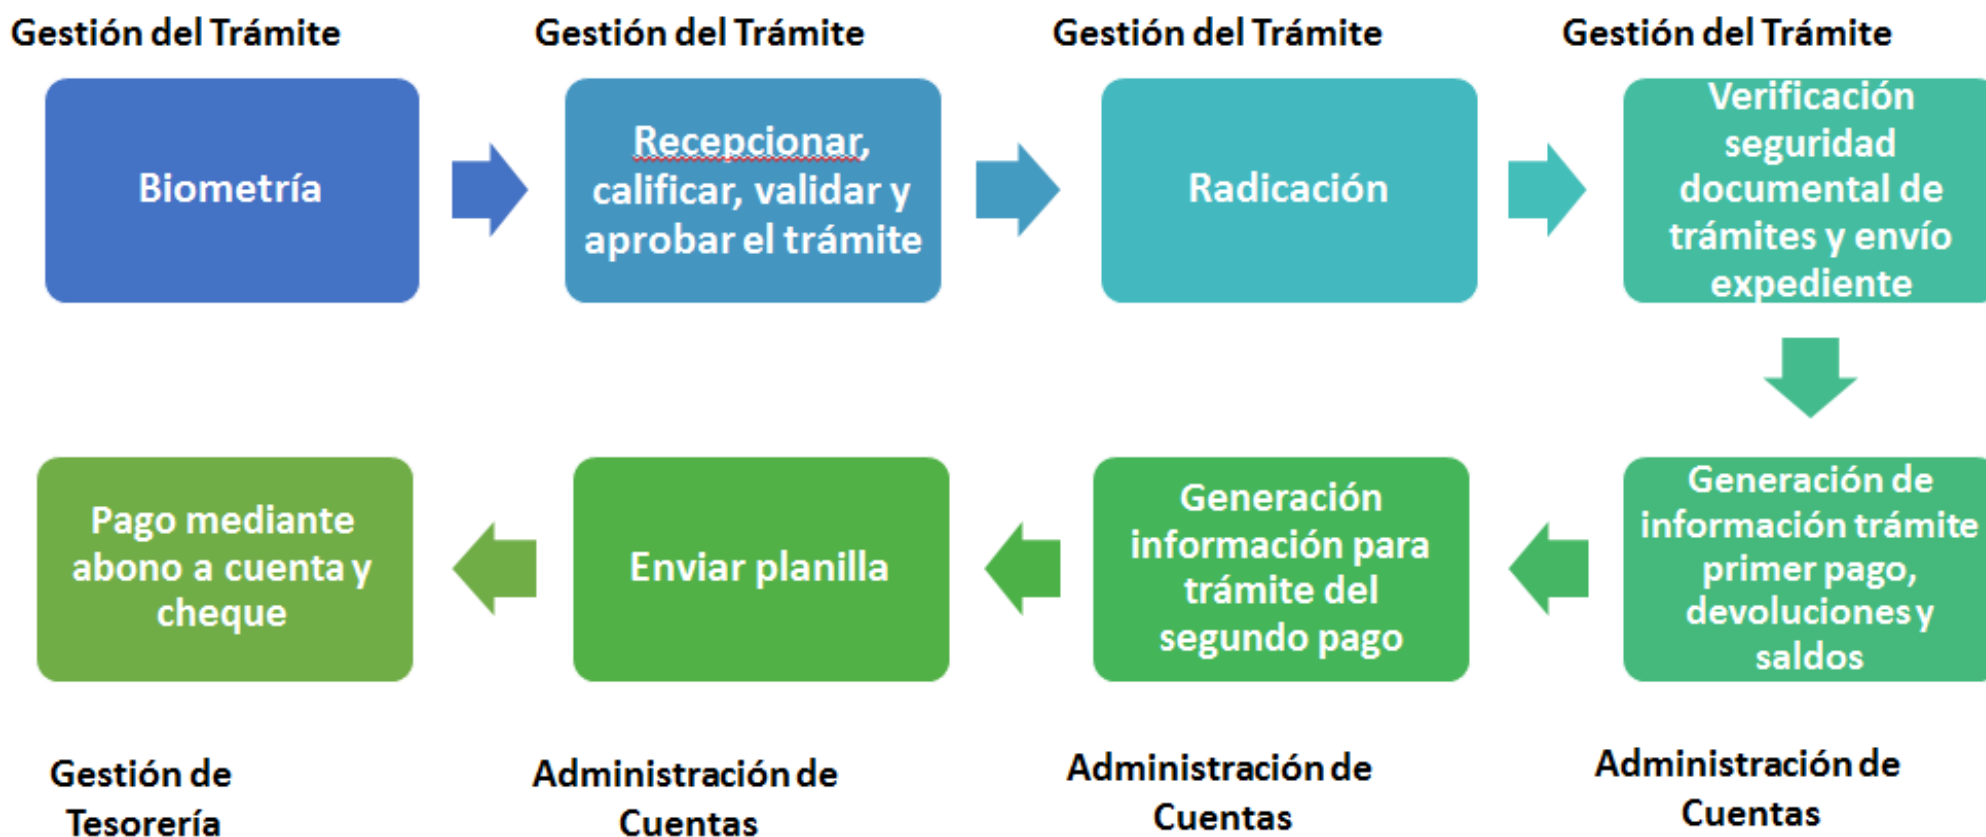 Gestión del Trámite
Gestión del Trámite
Gestión del Trámite
Gestión del Trámite
Biometría
Recepcionar,
calificar, validar y
aprobar el trámite
Radicación
Verificación
seguridad
documental de
trámites y envío
expediente
Generación de
información trámite
primer pago,
devoluciones y
saldos
Generación
información para
trámite del
segundo pago
Enviar planilla
Pago mediante
abono a cuenta y
cheque
Gestión de
Tesorería
Administración de
Cuentas
Administración de
Cuentas
Administración de
Cuentas